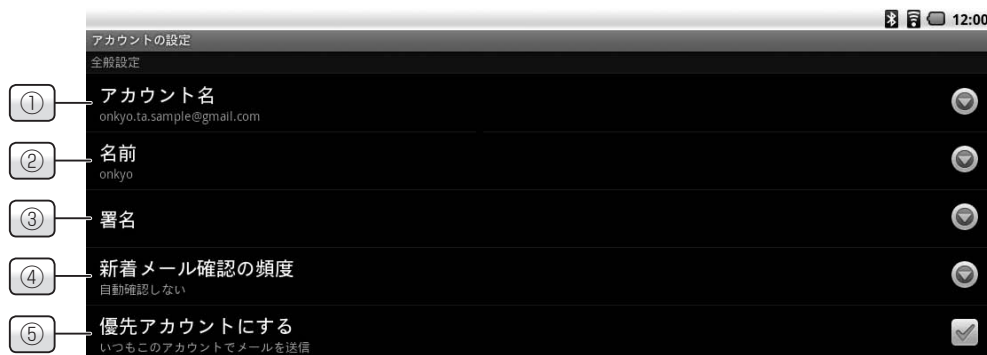 12:00
アカウントの設定
全般設定
① アカウント名
onkyo.ta.sample@gmail.com
② 名前
onkyo
③ 署名
④ 新着メール確認の頻度
自動確認しない
⑤ 優先アカウントにする
いつもこのアカウントでメールを送信